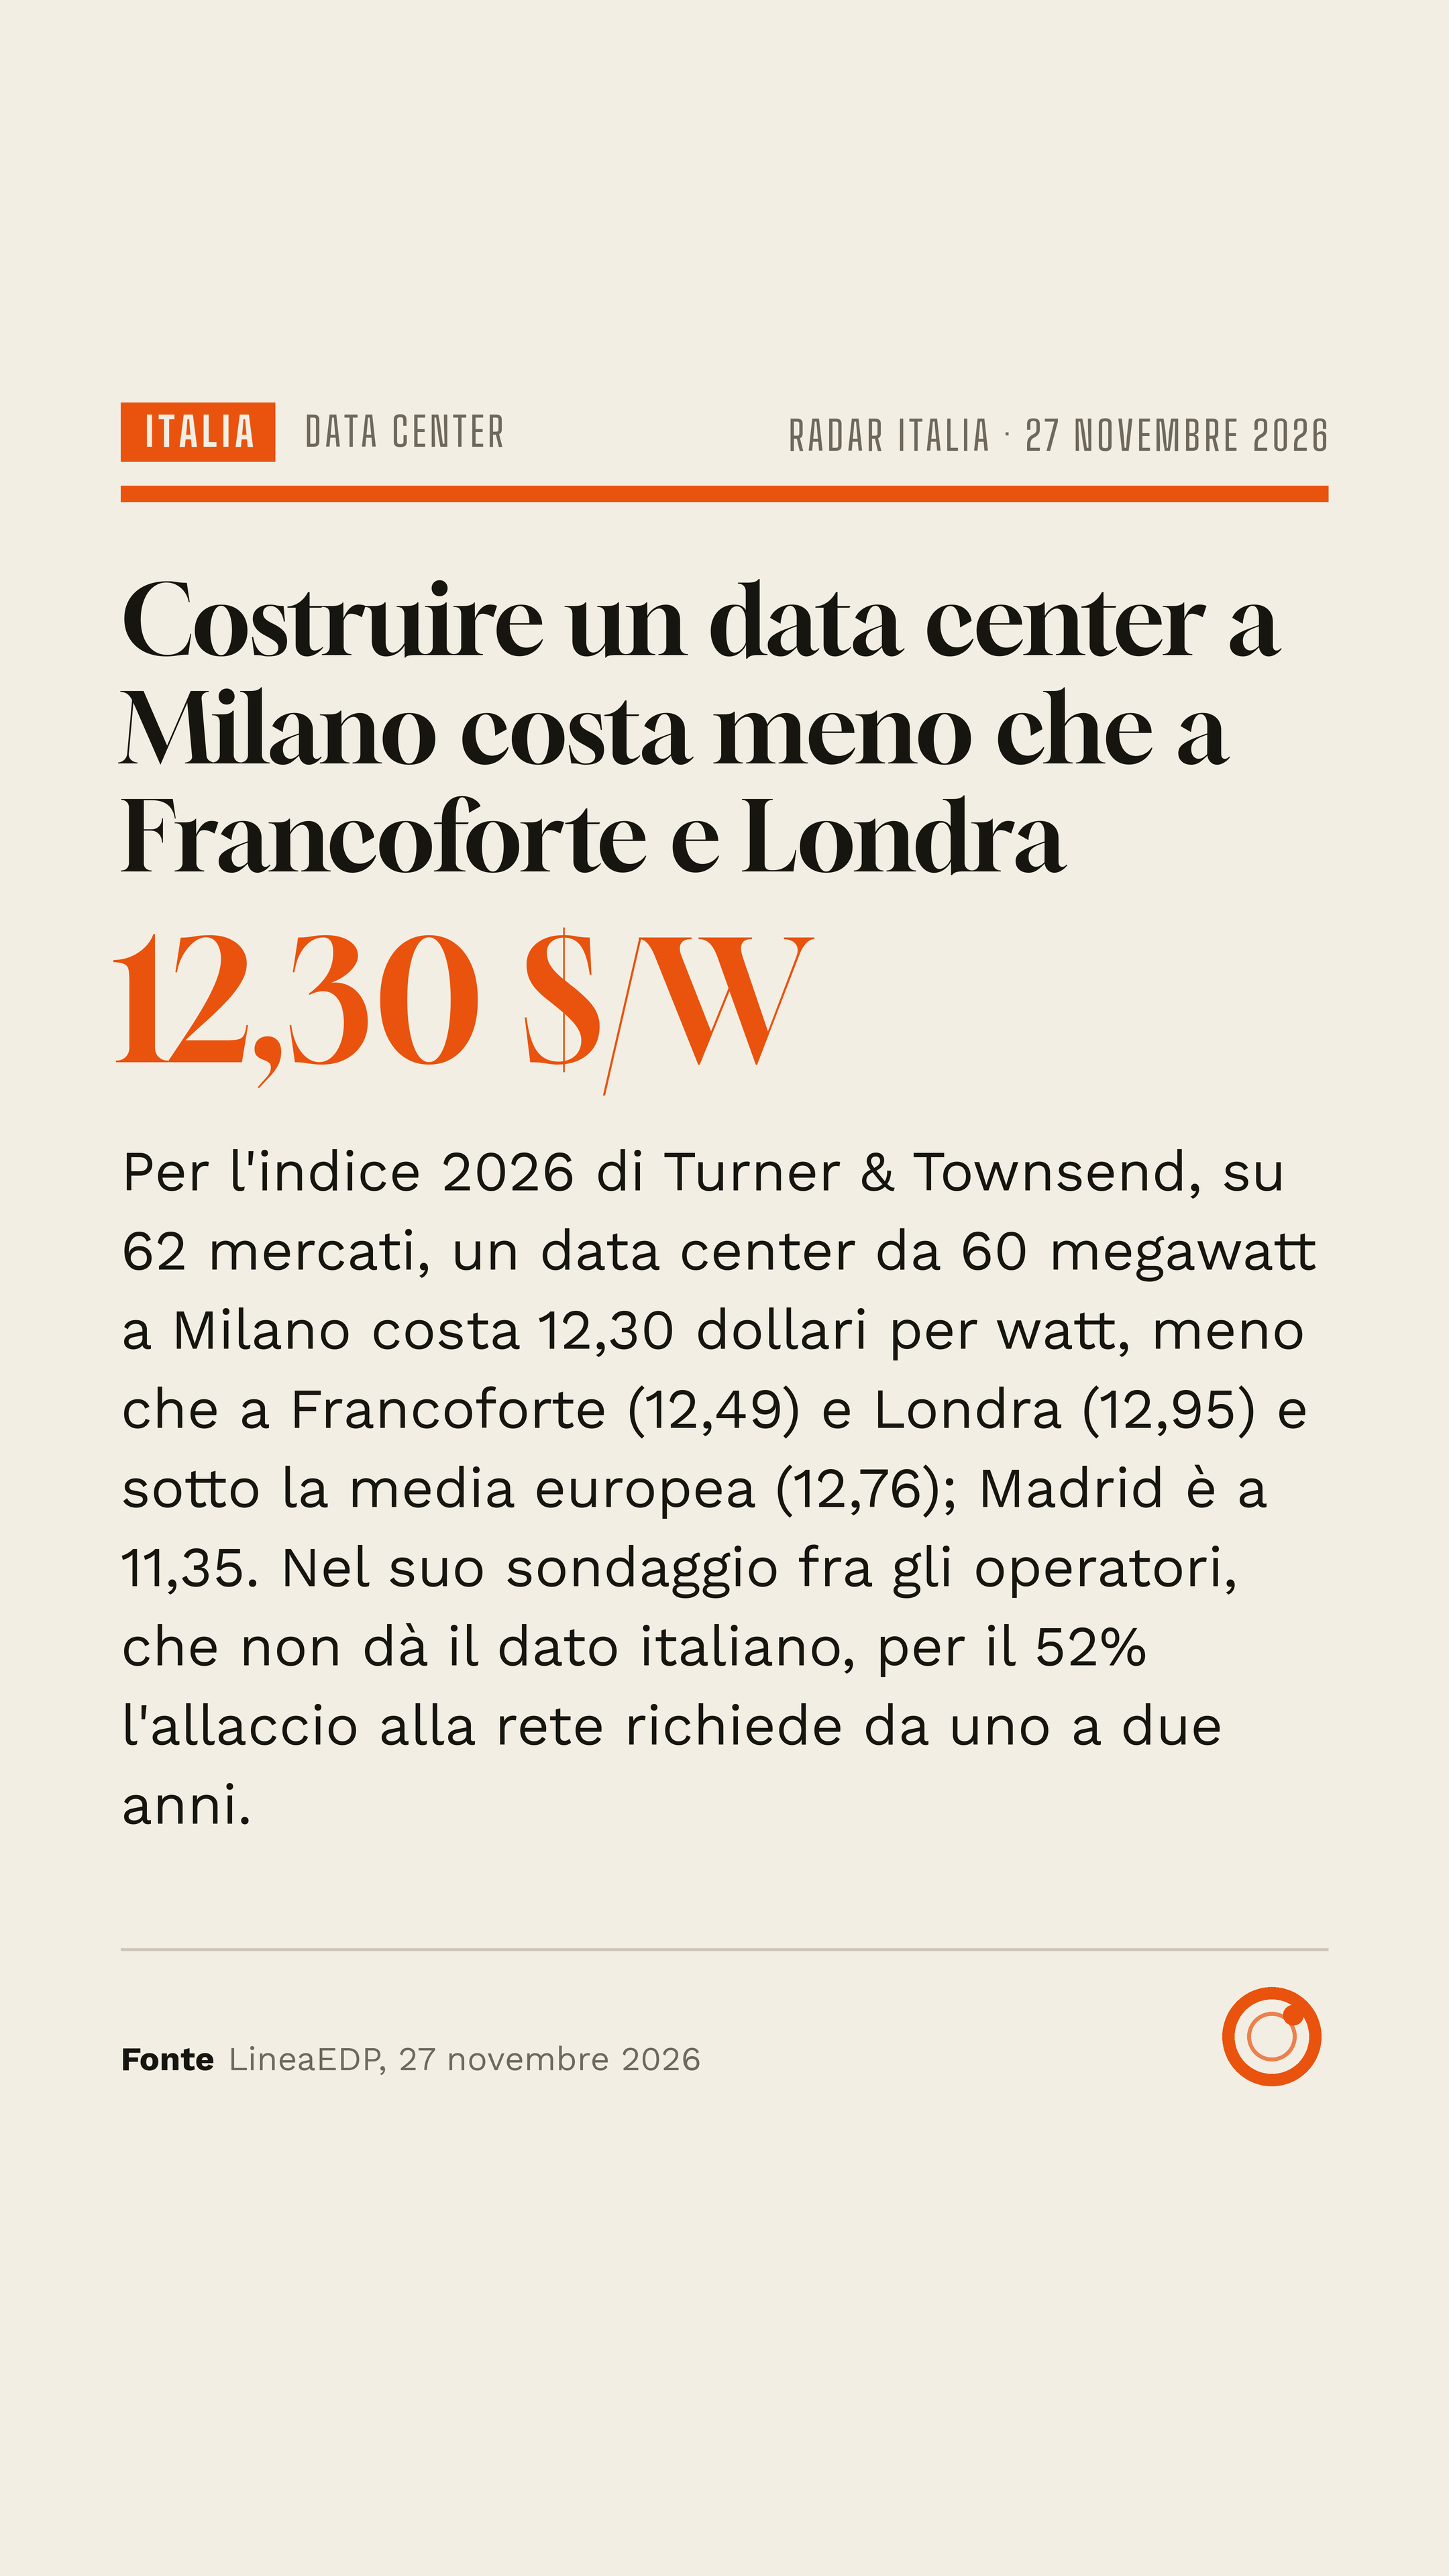 ITALIA DATA CENTER RADAR ITALIA · 27 NOVEMBRE 2026
Costruire un data center a
Milano costa meno che a
Francoforte e Londra
12,30 $/W
Per l'indice 2026 di Turner & Townsend, su
62 mercati, un data center da 60 megawatt
a Milano costa 12,30 dollari per watt, meno
che a Francoforte (12,49) e Londra (12,95) e
sotto la media europea (12,76); Madrid è a
11,35. Nel suo sondaggio fra gli operatori,
che non dà il dato italiano, per il 52%
l'allaccio alla rete richiede da uno a due
anni.
Fonte LineaEDP, 27 novembre 2026